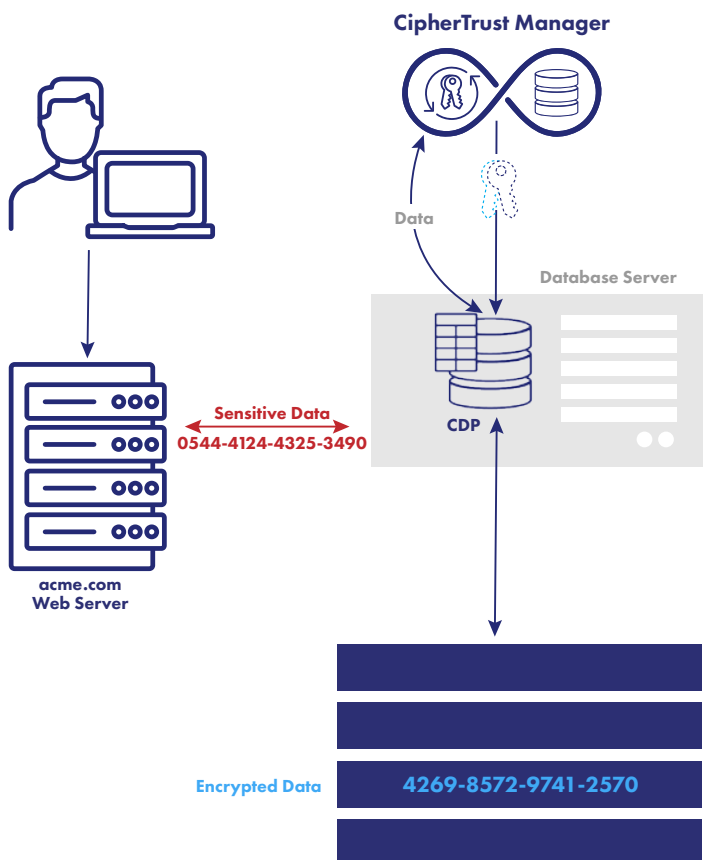 CipherTrust Manager
Data
Database Server
Sensitive Data
0544-4124-4325-3490
CDP
acme.com
Web Server
Encrypted Data
4269-8572-9741-2570